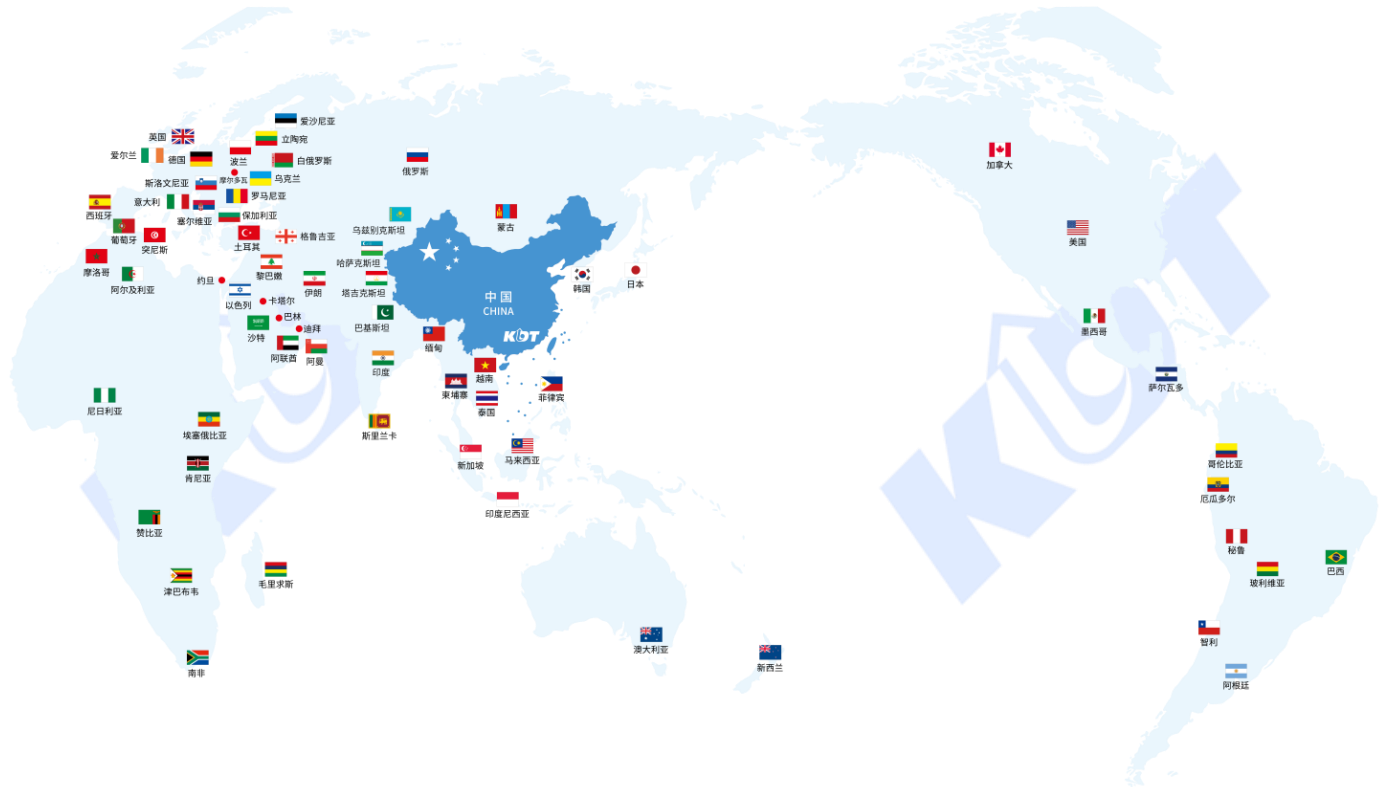 爱沙尼亚
英国
立陶宛
爱尔兰
德国
波兰
白俄罗斯
俄罗斯
加拿大
斯洛文尼亚
摩尔多瓦
乌克兰
意大利
罗马尼亚
西班牙
塞尔维亚
保加利亚
乌兹别克斯坦
蒙古
美国
葡萄牙
突尼斯
土耳其
格鲁吉亚
哈萨克斯坦
摩洛哥
阿尔及利亚
约旦
黎巴嫩
伊朗
塔吉克斯坦
韩国
日本
以色列
卡塔尔
中国
CHINA
巴林
迪拜
沙特
巴基斯坦
KDT
缅甸
墨西哥
阿联酋
阿曼
印度
越南
萨尔瓦多
尼日利亚
柬埔寨
泰国
菲律宾
埃塞俄比亚
斯里兰卡
肯尼亚
新加坡
马来西亚
哥伦比亚
厄瓜多尔
赞比亚
印度尼西亚
秘鲁
津巴布韦
毛里求斯
玻利维亚
巴西
南非
澳大利亚
新西兰
智利
阿根廷
KDT
KDT